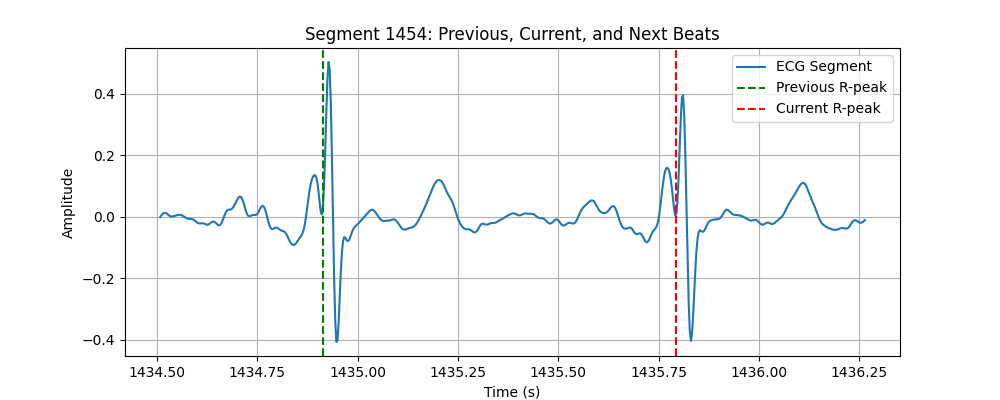 Segment 1454: Previous, Current, and Next Beats
ECG Segment
Previous R-peak
Current R-peak
Amplitude
0.4
0.2
0.0
−0.2
−0.4
1434.50 1434.75 1435.00 1435.25 1435.50 1435.75 1436.00 1436.25
Time (s)